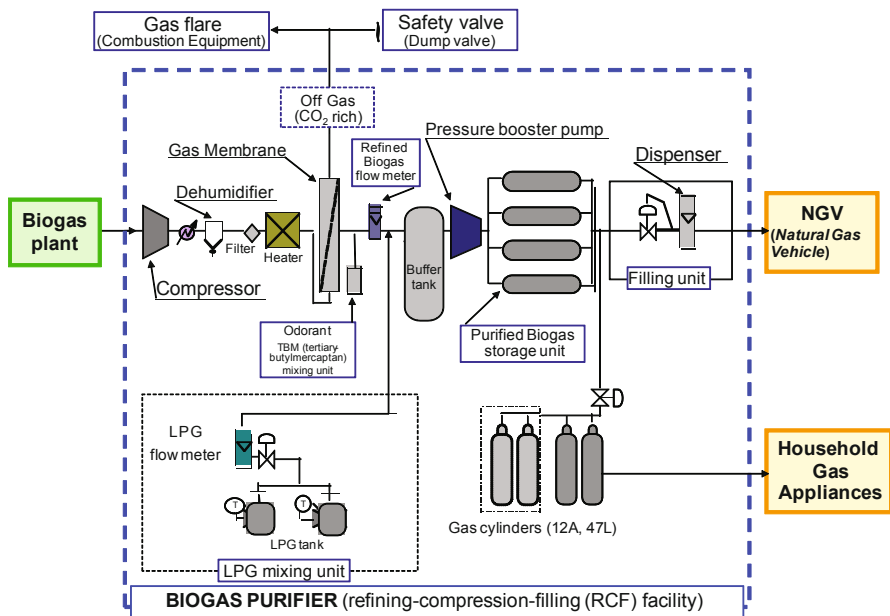 Gas flare
(Combustion Equipment)
Safety valve
(Dump valve)
Off Gas
(CO₂ rich)
Pressure booster pump
Gas Membrane
Refined
Biogas
flow meter
Dispenser
Dehumidifier
Biogas
plant
NGV
(Natural Gas
Vehicle)
Filter
Heater
Buffer
tank
Compressor
Filling unit
Odorant
TBM (tertiary-
butylmercaptan)
mixing unit
Purified Biogas
storage unit
LPG
flow meter
Household
Gas
Appliances
T
T
LPG tank
Gas cylinders (12A, 47L)
LPG mixing unit
BIOGAS PURIFIER (refining-compression-filling (RCF) facility)